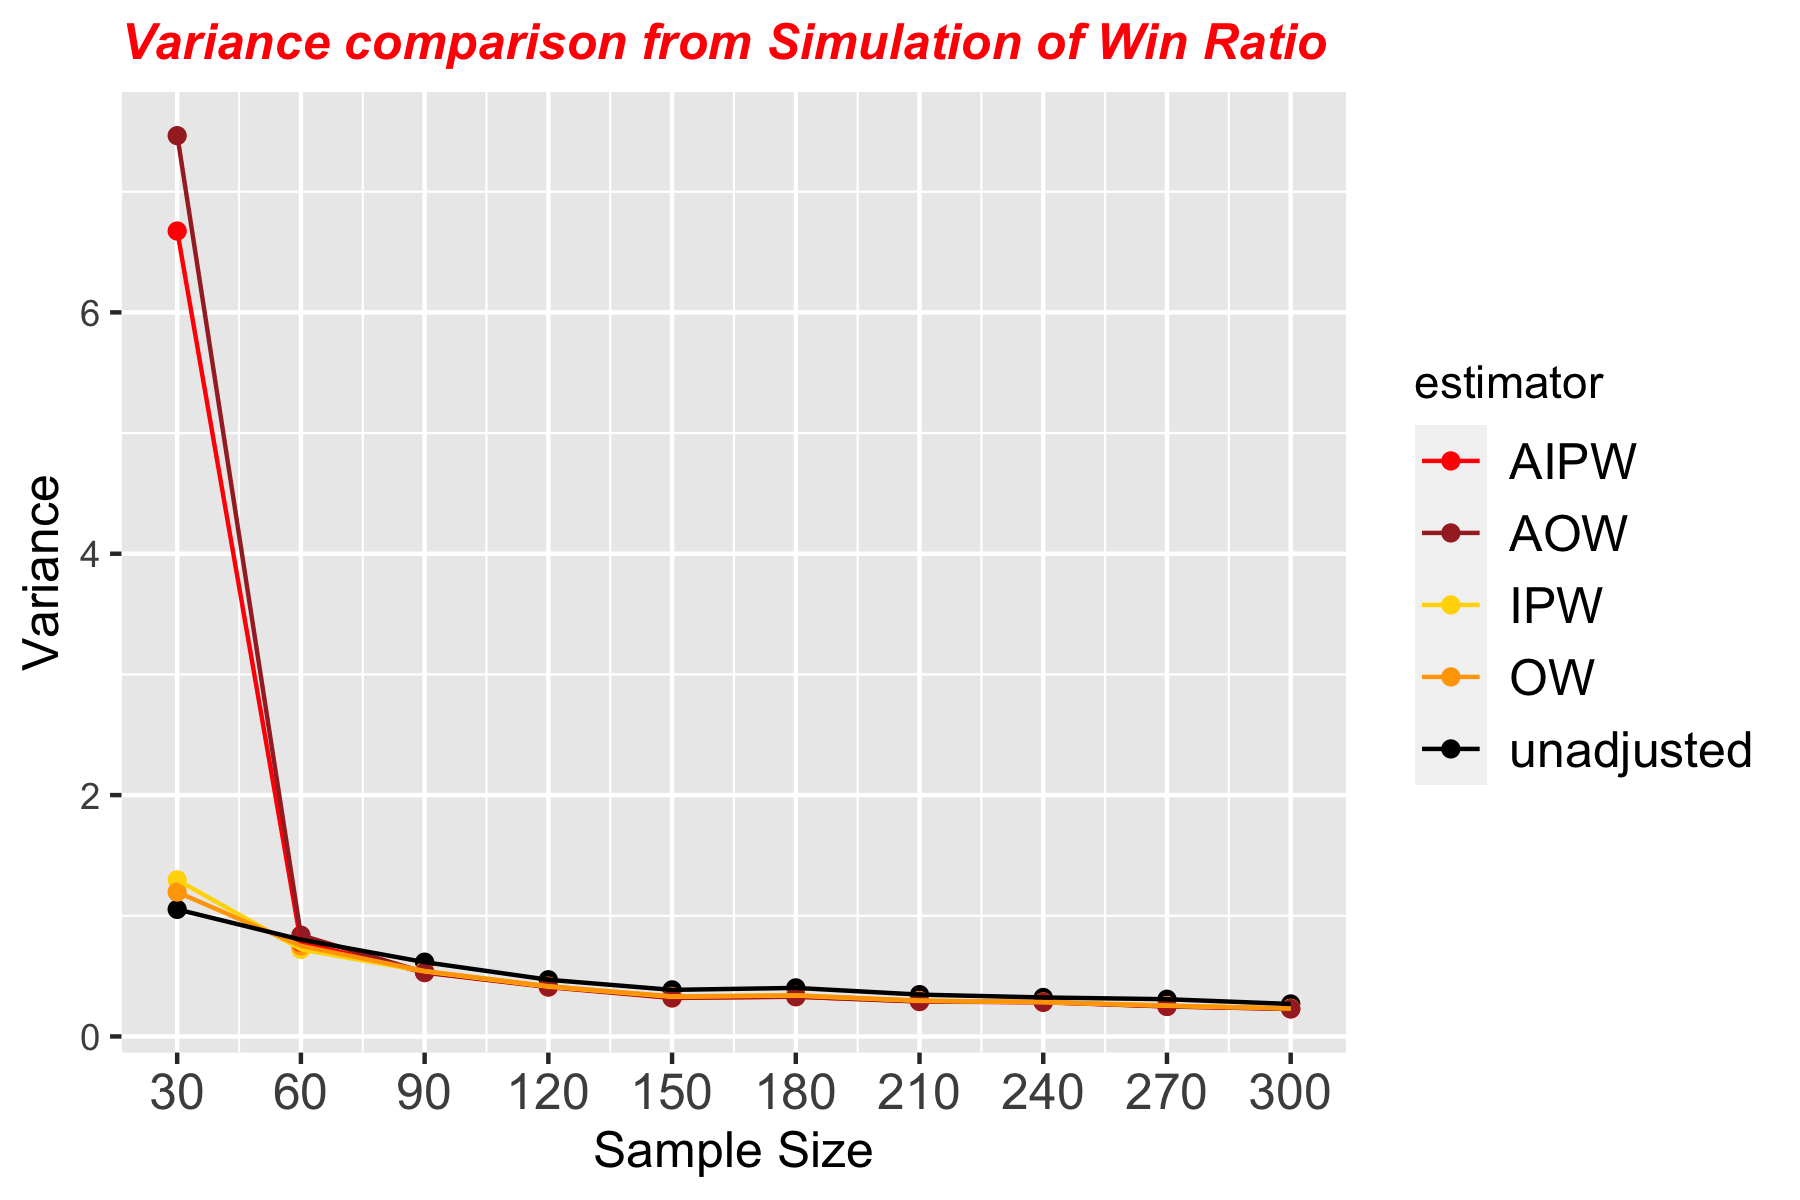 Variance comparison from Simulation of Win Ratio
Variance
6
4
2
0
30 60 90 120 150 180 210 240 270 300
Sample Size
estimator
AIPW
AOW
IPW
OW
unadjusted